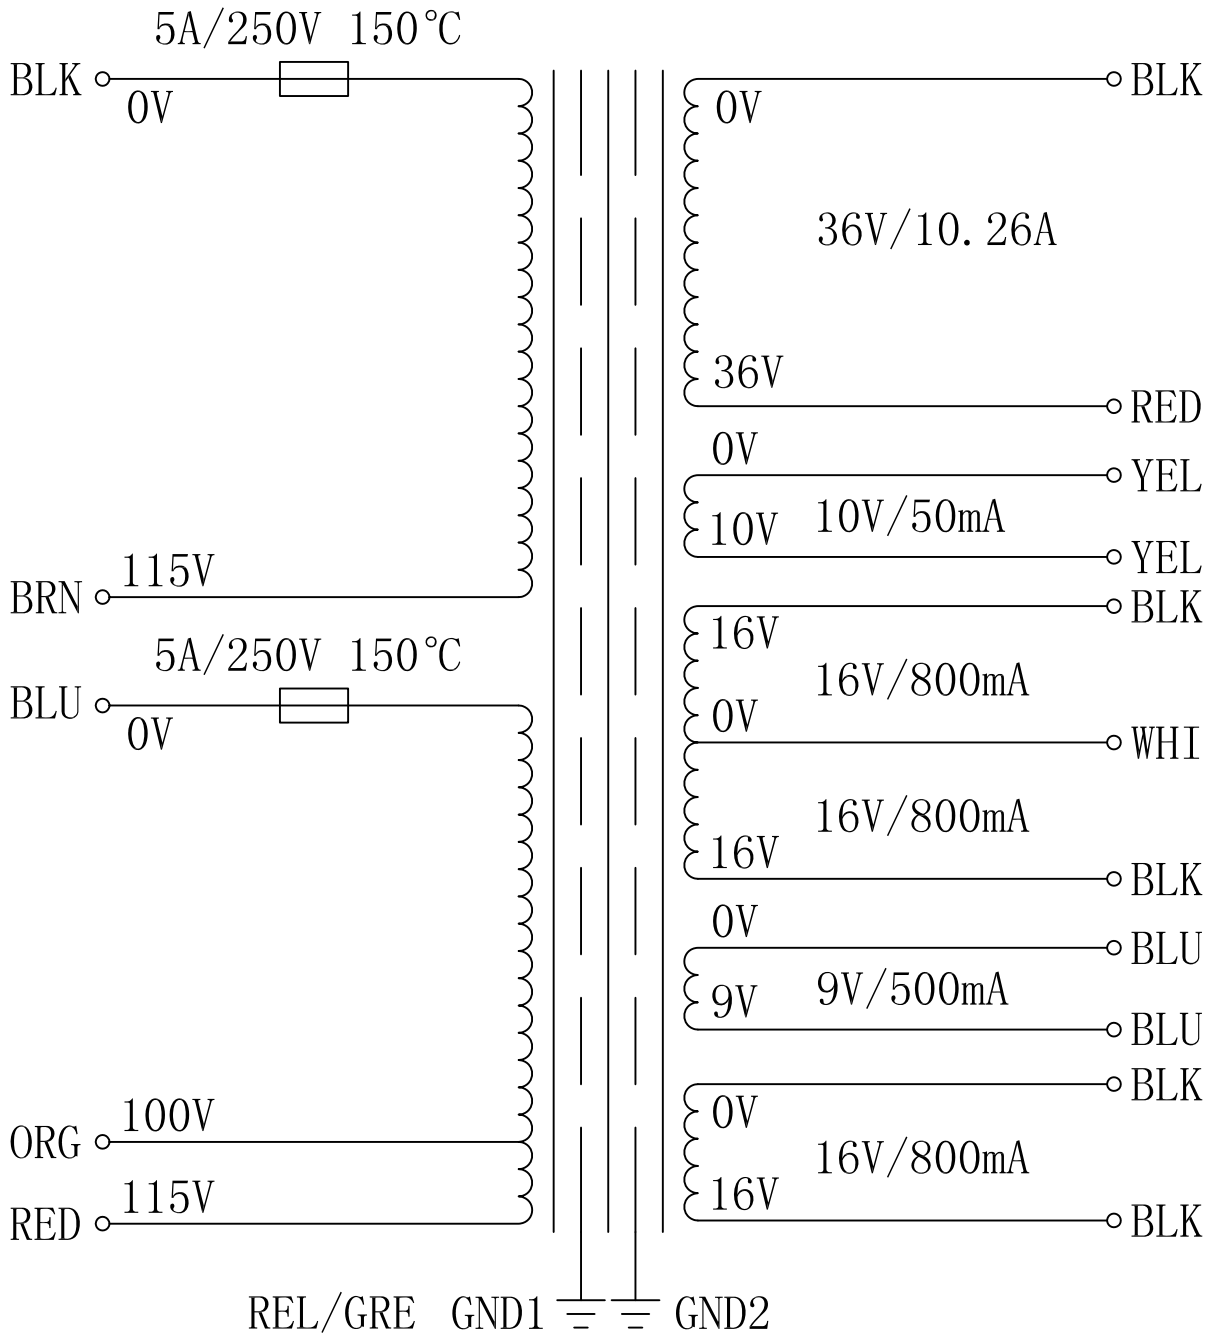 5A/250V 150℃
BLK
0V
BRN
115V
5A/250V 150℃
BLU
0V
ORG
100V
RED
115V
0V
BLK
36V/10.26A
36V
RED
0V
YEL
10V
10V/50mA
YEL
BLK
16V
16V/800mA
0V
WHI
16V/800mA
16V
BLK
0V
BLU
9V
9V/500mA
BLU
BLK
0V
16V/800mA
16V
BLK
REL/GRE GND1 GND2